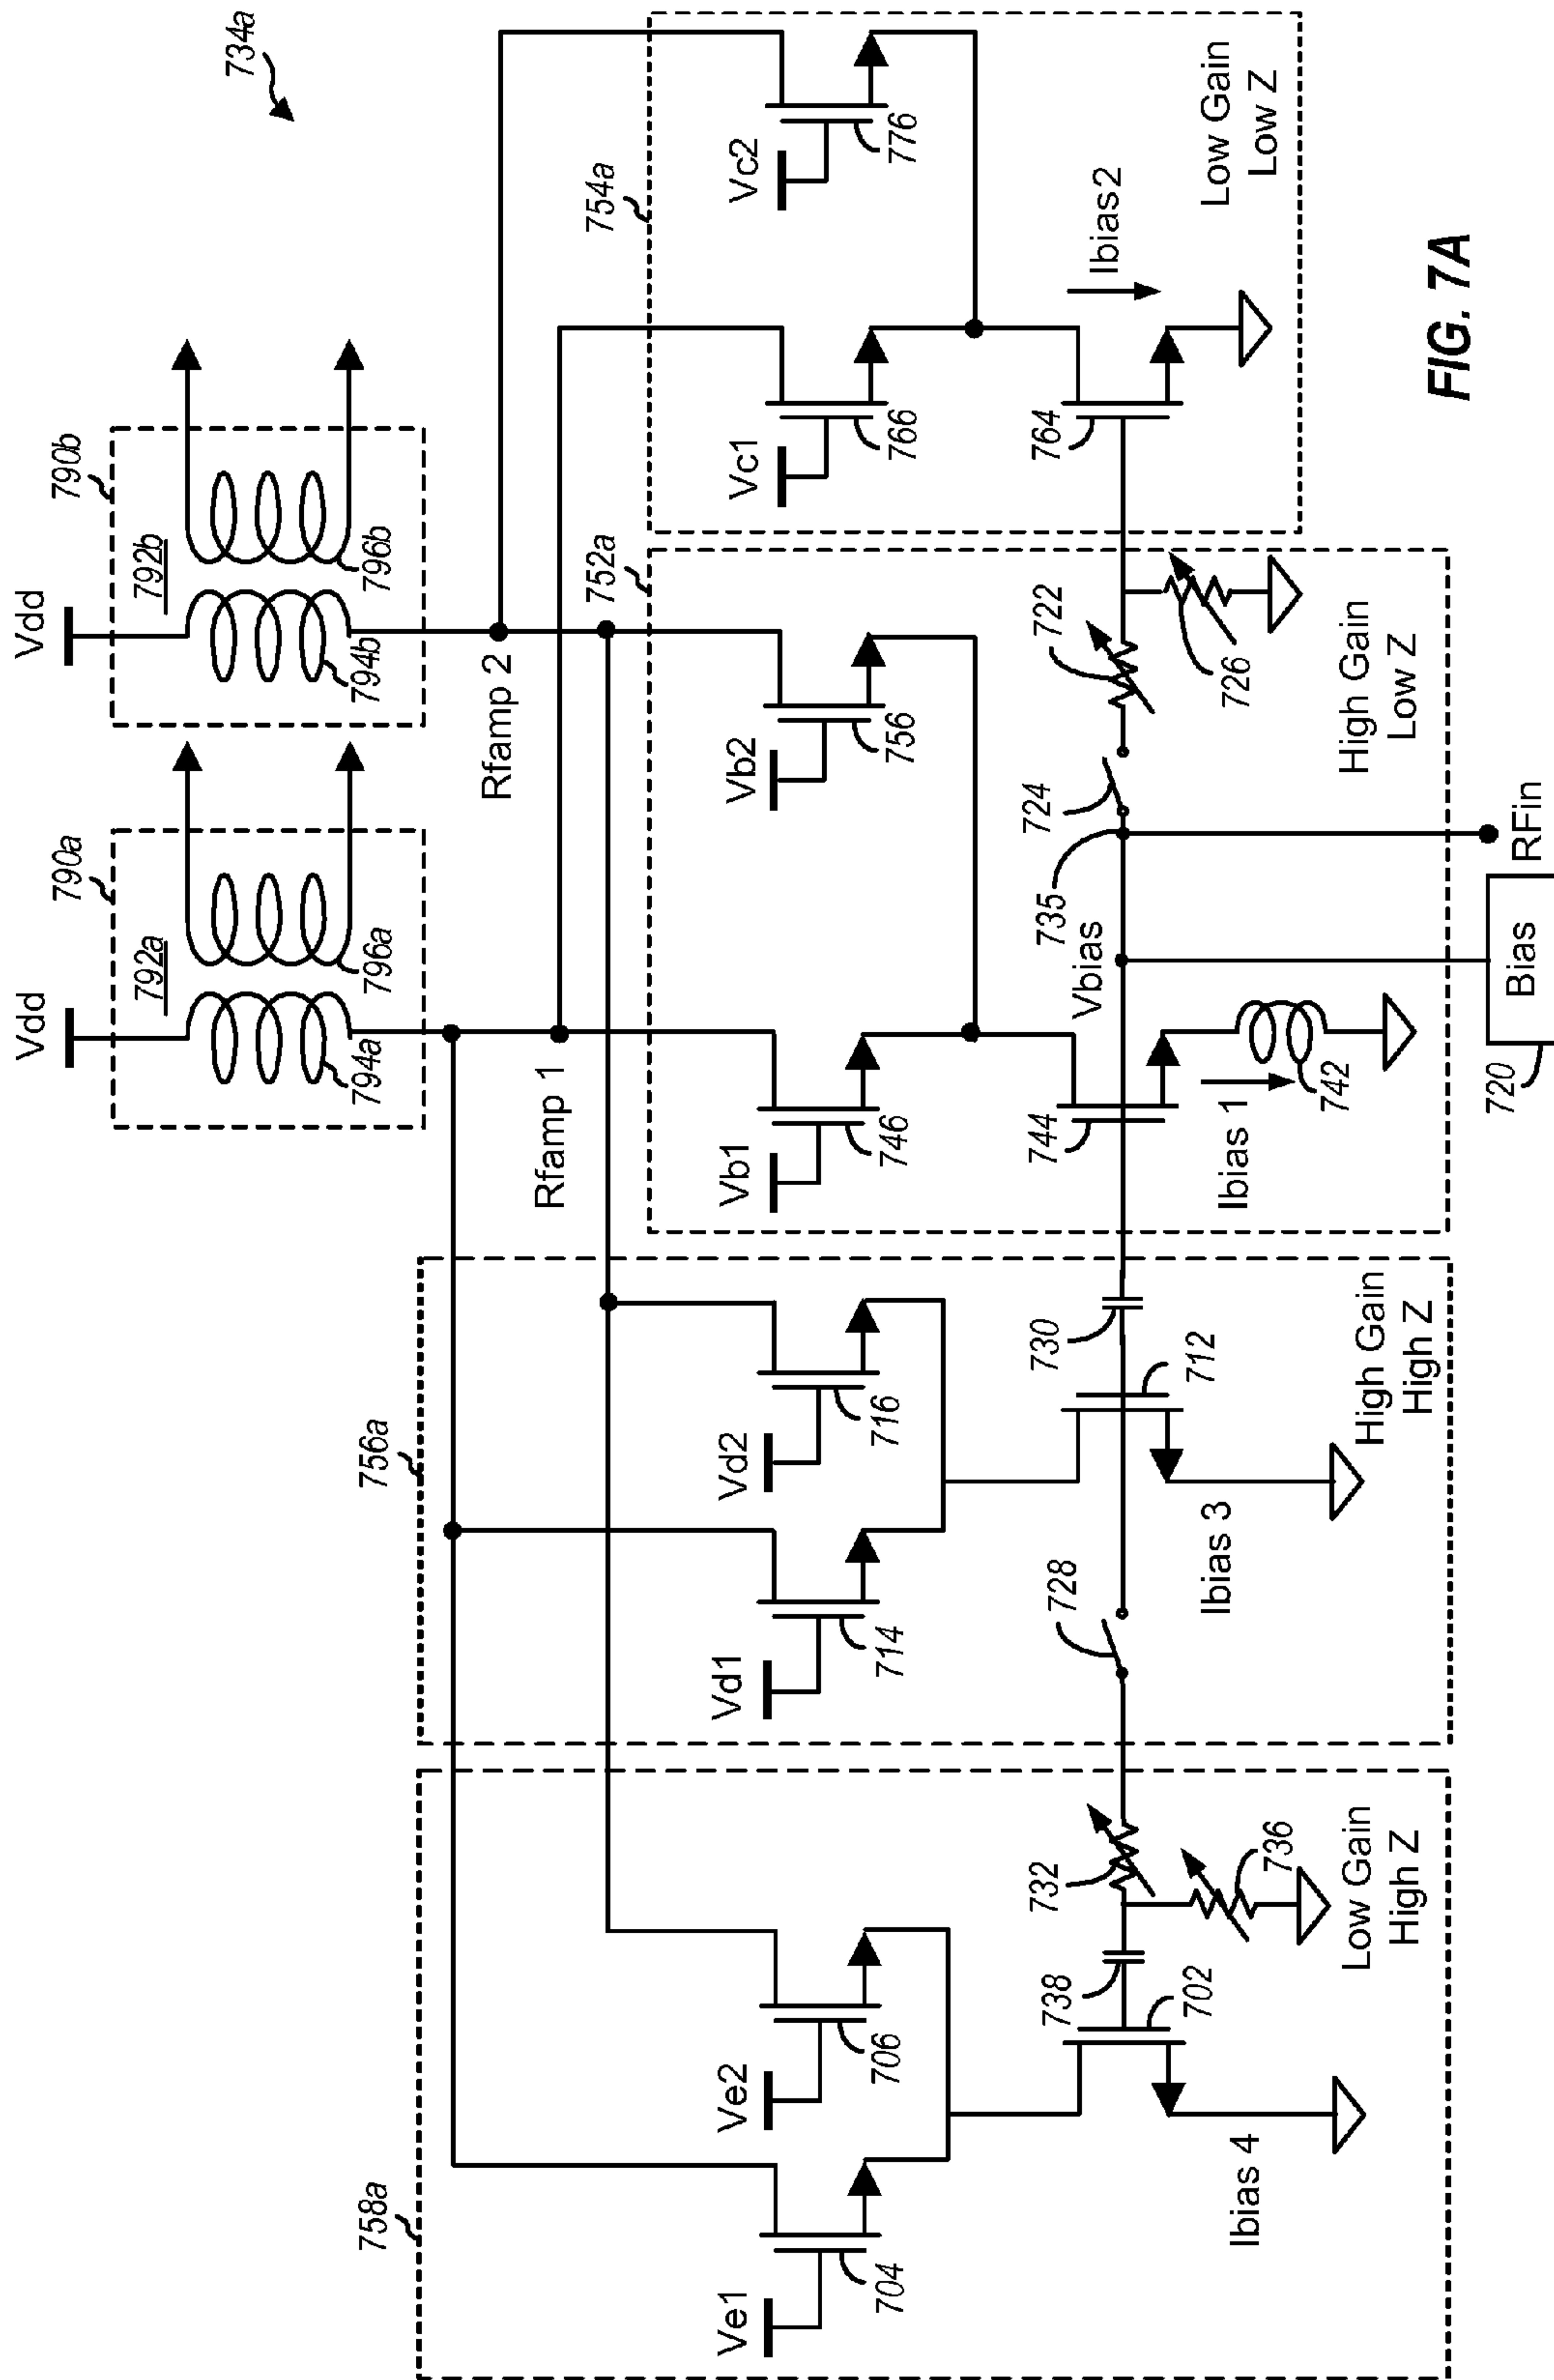 734a
790a
790b
Vdd
Vdd
792a
792b
794a
796a
794b
796b
Rfamp 1
Rfamp 2
758a
756a
752a
754a
Ve1
704
Ve2
706
Vd1
714
Vd2
716
Vb1
746
Vb2
756
Vc1
766
Vc2
776
738
732
702
736
728
730
712
744
Vbias
735
724
722
726
764
Ibias 4
Ibias 3
Ibias 1
742
Ibias2
Low Gain
High Z
High Gain
High Z
High Gain
Low Z
Low Gain
Low Z
720
Bias
RFin
FIG. 7A